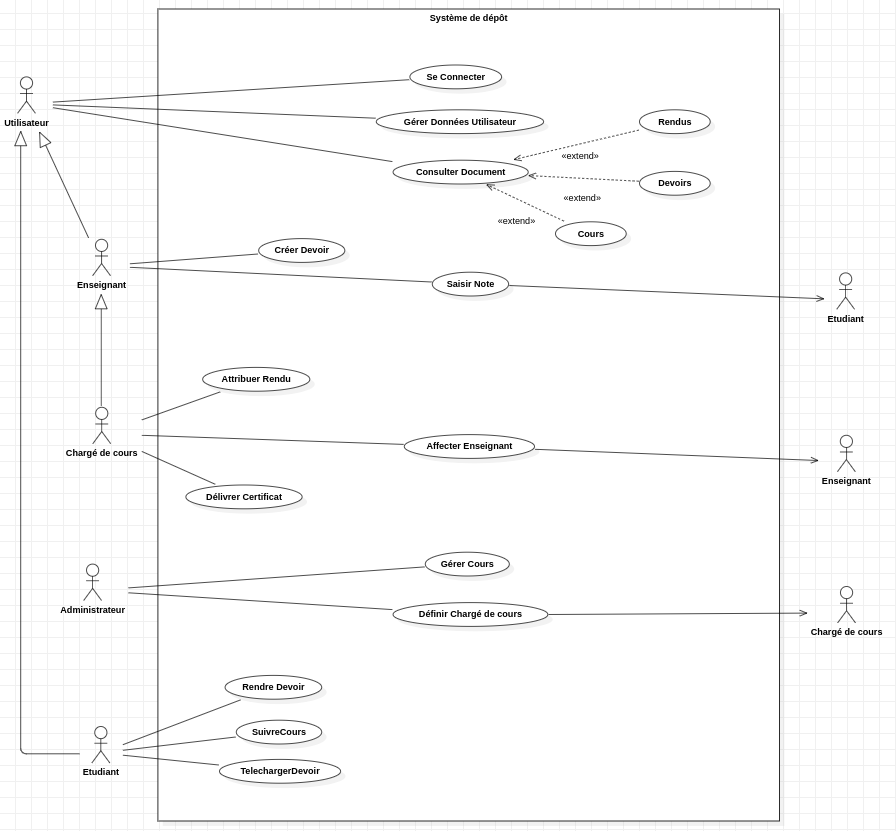 Système de dépôt
Se Connecter
Utilisateur
Gérer Données Utilisateur
Rendus
«extend»
Consulter Document
Devoirs
«extend»
«extend»
Cours
Créer Devoir
Enseignant
Saisir Note
Etudiant
Attribuer Rendu
Chargé de cours
Affecter Enseignant
Enseignant
Délivrer Certificat
Gérer Cours
Administrateur
Définir Chargé de cours
Chargé de cours
Rendre Devoir
SuivreCours
Etudiant
TelechargerDevoir